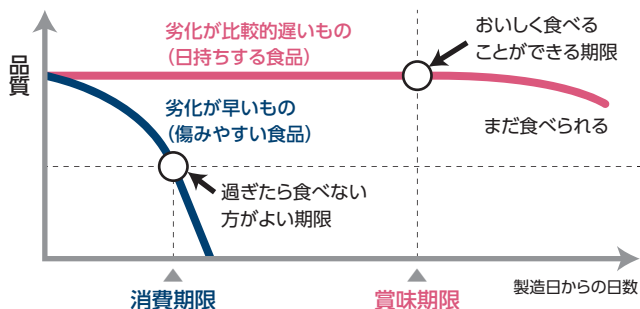 品質
劣化が比較的遅いもの
（日持ちする食品）
おいしく食べる
ことができる期限
劣化が早いもの
（傷みやすい食品）
まだ食べられる
過ぎたら食べない
方がよい期限
消費期限
賞味期限
製造日からの日数